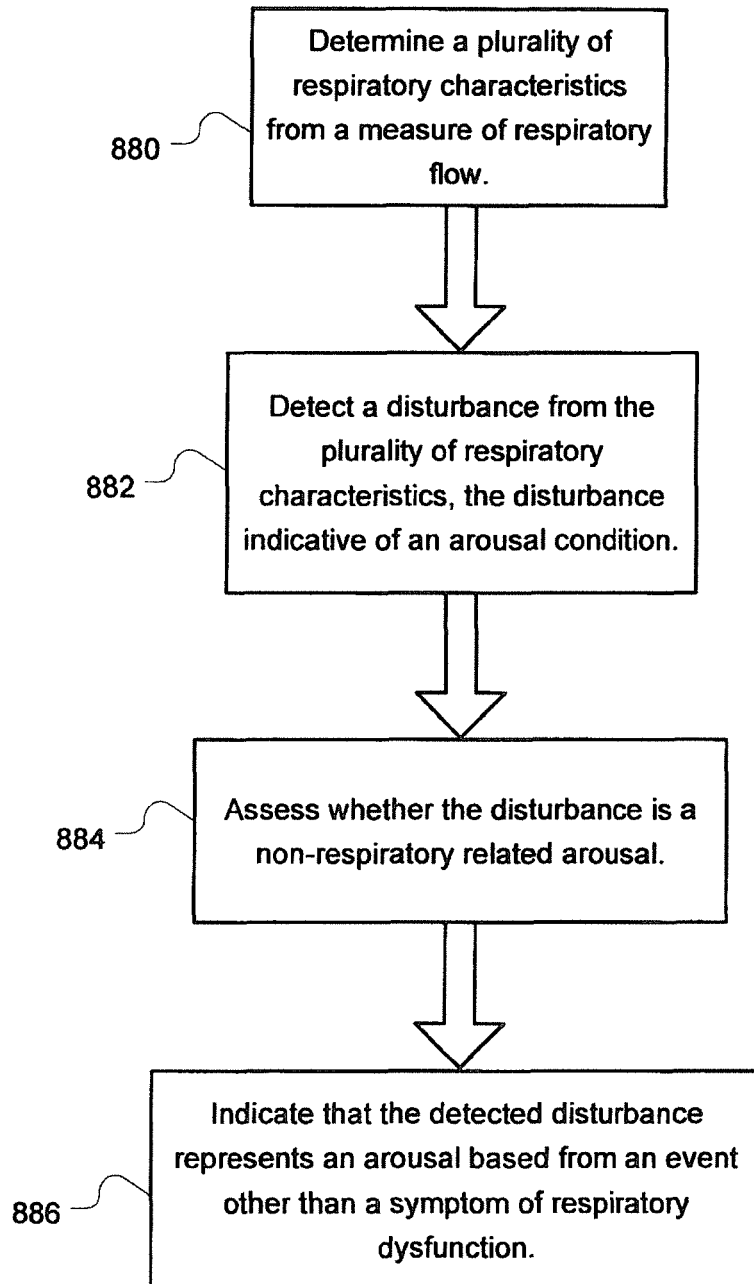 Determine a plurality of
respiratory characteristics
from a measure of respiratory
flow.
880
Detect a disturbance from the
plurality of respiratory
characteristics, the disturbance
indicative of an arousal condition.
882
Assess whether the disturbance is a
non-respiratory related arousal.
884
Indicate that the detected disturbance
represents an arousal based from an event
other than a symptom of respiratory
dysfunction.
886